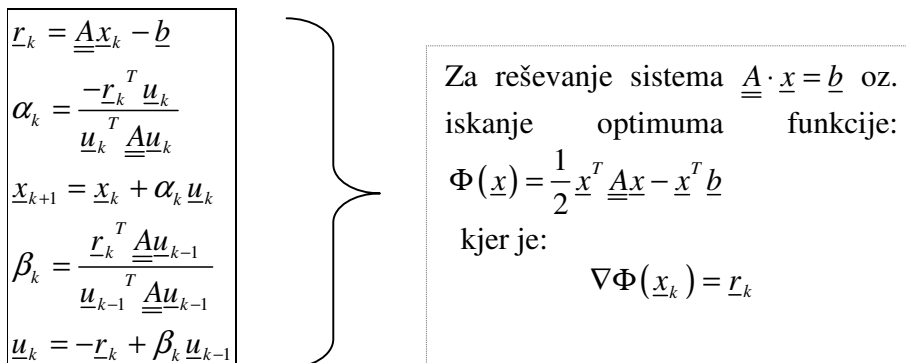 r_k = A x_k − b
α_k = −r_k^T u_k / u_k^T A u_k
x_{k+1} = x_k + α_k u_k
β_k = r_k^T A u_{k−1} / u_{k−1}^T A u_{k−1}
u_k = −r_k + β_k u_{k−1}
Za reševanje sistema A · x = b oz.
iskanje optimuma funkcije:
Φ(x) = 1/2 x^T A x − x^T b
kjer je:
∇Φ(x_k) = r_k